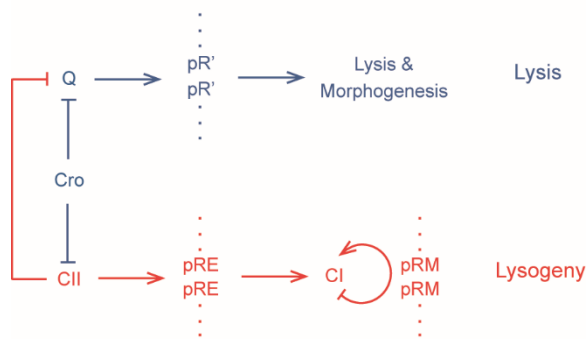 Q
pR’
pR’
Lysis &
Morphogenesis
Lysis
Cro
CII
pRE
pRE
CI
pRM
pRM
Lysogeny